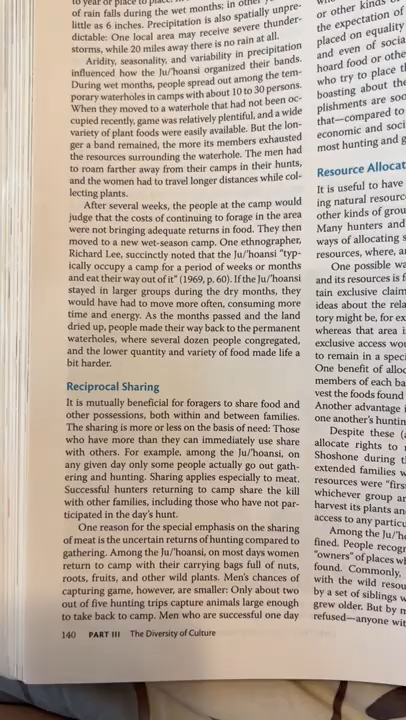 to year or place to place. In other
of rain falls during the wet months; in other
little as 6 inches. Precipitation is also spatially unpre-
dictable: One local area may receive severe thunder-
storms, while 20 miles away there is no rain at all.
Aridity, seasonality, and variability in precipitation
influenced how the Ju/'hoansi organized their bands.
During wet months, people spread out among the tem-
porary waterholes in camps with about 10 to 30 persons.
When they moved to a waterhole that had not been oc-
cupied recently, game was relatively plentiful, and a wide
variety of plant foods were easily available. But the lon-
ger a band remained, the more its members exhausted
the resources surrounding the waterhole. The men had
to roam farther away from their camps in their hunts,
and the women had to travel longer distances while col-
lecting plants.
After several weeks, the people at the camp would
judge that the costs of continuing to forage in the area
were not bringing adequate returns in food. They then
moved to a new wet-season camp. One ethnographer,
Richard Lee, succinctly noted that the Ju/'hoansi "typ-
ically occupy a camp for a period of weeks or months
and eat their way out of it" (1969, p. 60). If the Ju/'hoansi
stayed in larger groups during the dry months, they
would have had to move more often, consuming more
time and energy. As the months passed and the land
dried up, people made their way back to the permanent
waterholes, where several dozen people congregated,
and the lower quantity and variety of food made life a
bit harder.
Reciprocal Sharing
It is mutually beneficial for foragers to share food and
other possessions, both within and between families.
The sharing is more or less on the basis of need: Those
who have more than they can immediately use share
with others. For example, among the Ju/'hoansi, on
any given day only some people actually go out gath-
ering and hunting. Sharing applies especially to meat.
Successful hunters returning to camp share the kill
with other families, including those who have not par-
ticipated in the day's hunt.
One reason for the special emphasis on the sharing
of meat is the uncertain returns of hunting compared to
gathering. Among the Ju/'hoansi, on most days women
return to camp with their carrying bags full of nuts,
roots, fruits, and other wild plants. Men's chances of
capturing game, however, are smaller: Only about two
out of five hunting trips capture animals large enough
to take back to camp. Men who are successful one day
140 PART III The Diversity of Culture
or other kinds of
the expectation of
placed on equality
and even of socia
hoard food or othe
who try to place th
boasting about the
plishments are soo
that—compared to
economic and soci
most hunting and g
Resource Allocat
It is useful to have
ing natural resourc
other kinds of grou
Many hunters and
ways of allocating s
resources, where, a
One possible wa
and its resources is f
tain exclusive claim
ideas about the rela
tory might be, for ex
whereas that area i
exclusive access wou
to remain in a speci
One benefit of alloc
members of each ba
vest the foods found
Another advantage i
one another's huntin
Despite these (a
allocate rights to
Shoshone during t
extended families w
resources were "firs
whichever group ar
harvest its plants an
access to any particu
Among the Ju/'ho
fined. People recogn
"owners" of places wh
found. Commonly,
with the wild resou
by a set of siblings w
grew older. But by m
refused—anyone wit